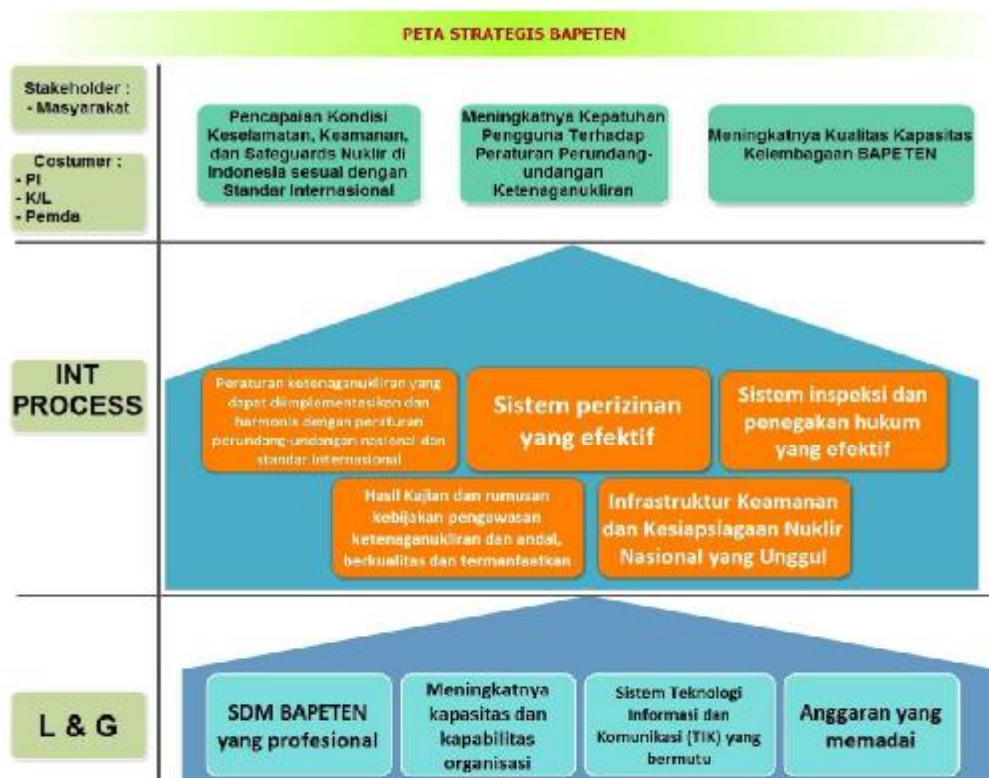 PETA STRATEGIS BAPETEN
Stakeholder :
- Masyarakat
Costumer :
- PI
- K/L
- Pemda
Pencapaian Kondisi
Keselamatan, Keamanan,
dan Safeguards Nuklir di
Indonesia sesuai dengan
Standar Internasional
Meningkatnya Kepatuhan
Pengguna Terhadap
Peraturan Perundang-
undangan
Ketenaganukliran
Meningkatnya Kualitas Kapasitas
Kelembagaan BAPETEN
INT
PROCESS
Peraturan ketenaganukliran yang
dapat diimplementasikan dan
harmonis dengan peraturan
perundang-undangan nasional dan
standar internasional
Sistem perizinan
yang efektif
Sistem inspeksi dan
penegakan hukum
yang efektif
Hasil Kajian dan rumusan
kebijakan pengawasan
ketenaganukliran dan andal,
berkualitas dan termanfaatkan
Infrastruktur Keamanan
dan Kesiapsiagaan Nuklir
Nasional yang Unggul
L & G
SDM BAPETEN
yang profesional
Meningkatnya
kapasitas dan
kapabilitas
organisasi
Sistem Teknologi
Informasi dan
Komunikasi (TIK) yang
bermutu
Anggaran yang
memadai